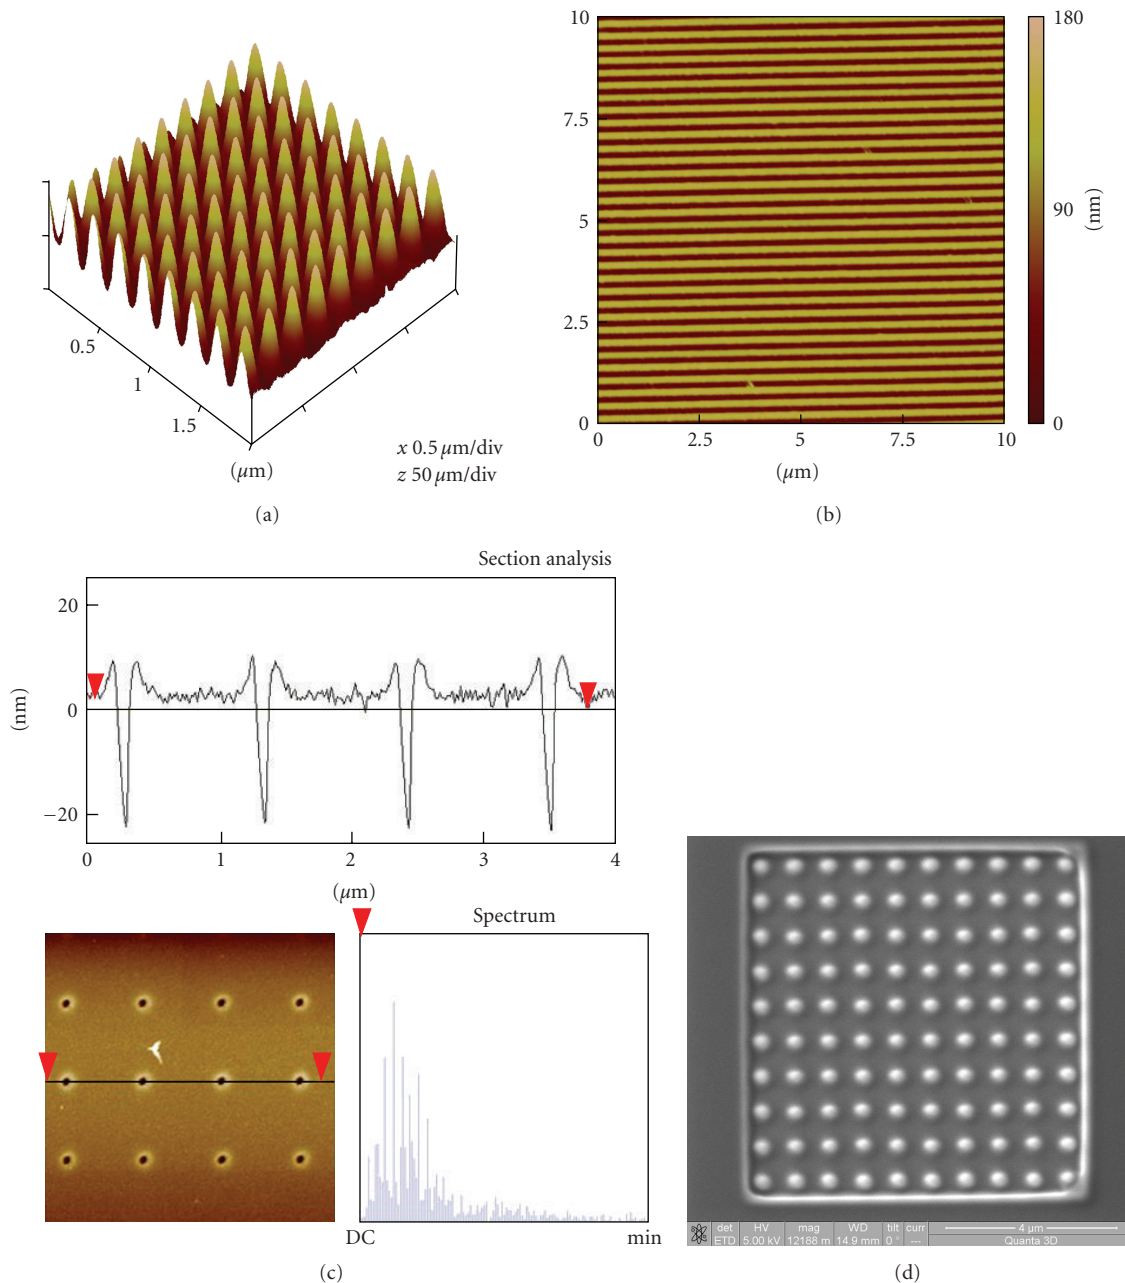 0.5
1
1.5
(μm)
x 0.5 μm/div
z 50 μm/div
(a)
10
7.5
5
2.5
0
0
2.5
5
7.5
10
(μm)
180
90
0
(nm)
(b)
Section analysis
20
0
−20
(nm)
0
1
2
3
4
(μm)
Spectrum
DC
min
(c)
det HV mag WD tilt curr 4 μm
ETD 5.00 kV 12188 m 14.9 mm 0 ° --- Quanta 3D
(d)